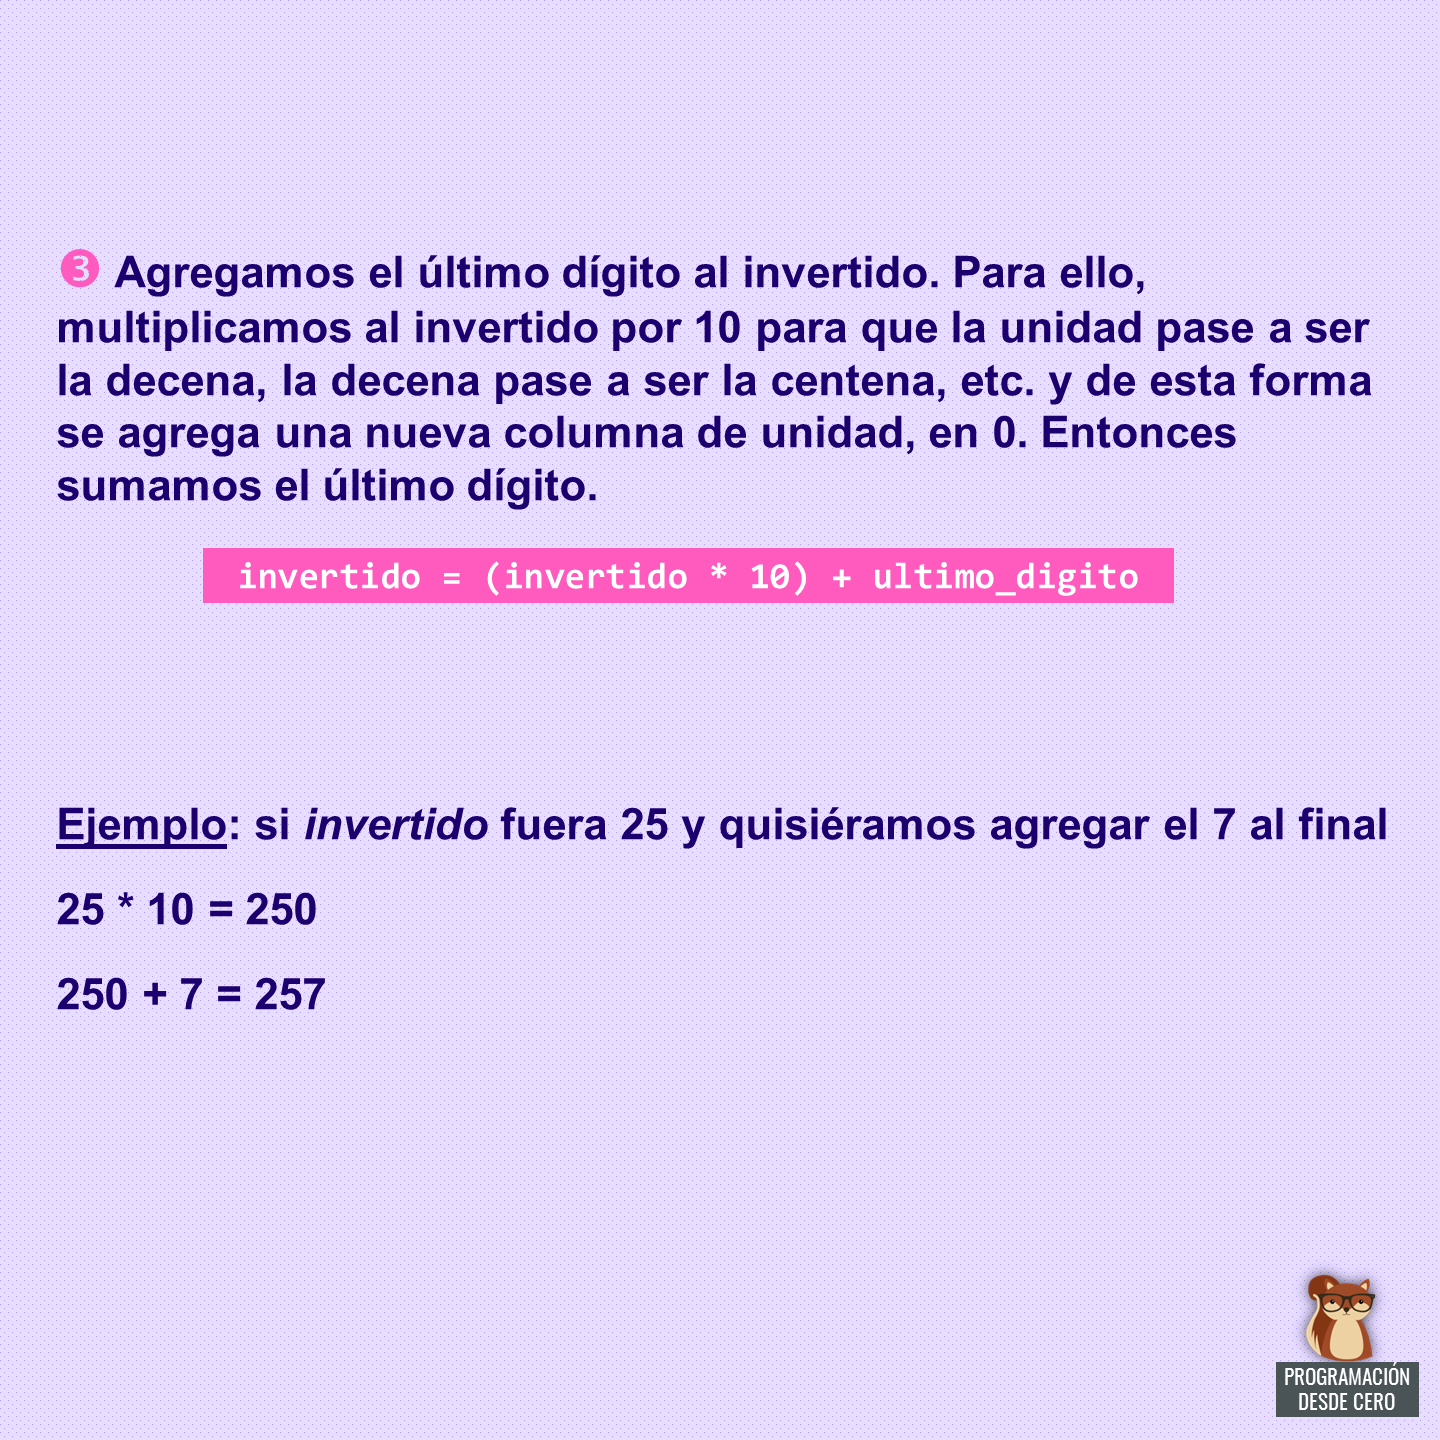 ❸ Agregamos el último dígito al invertido. Para ello,
multiplicamos al invertido por 10 para que la unidad pase a ser
la decena, la decena pase a ser la centena, etc. y de esta forma
se agrega una nueva columna de unidad, en 0. Entonces
sumamos el último dígito.
invertido = (invertido * 10) + ultimo_digito
Ejemplo: si invertido fuera 25 y quisiéramos agregar el 7 al final
25 * 10 = 250
250 + 7 = 257
PROGRAMACIÓN
DESDE CERO